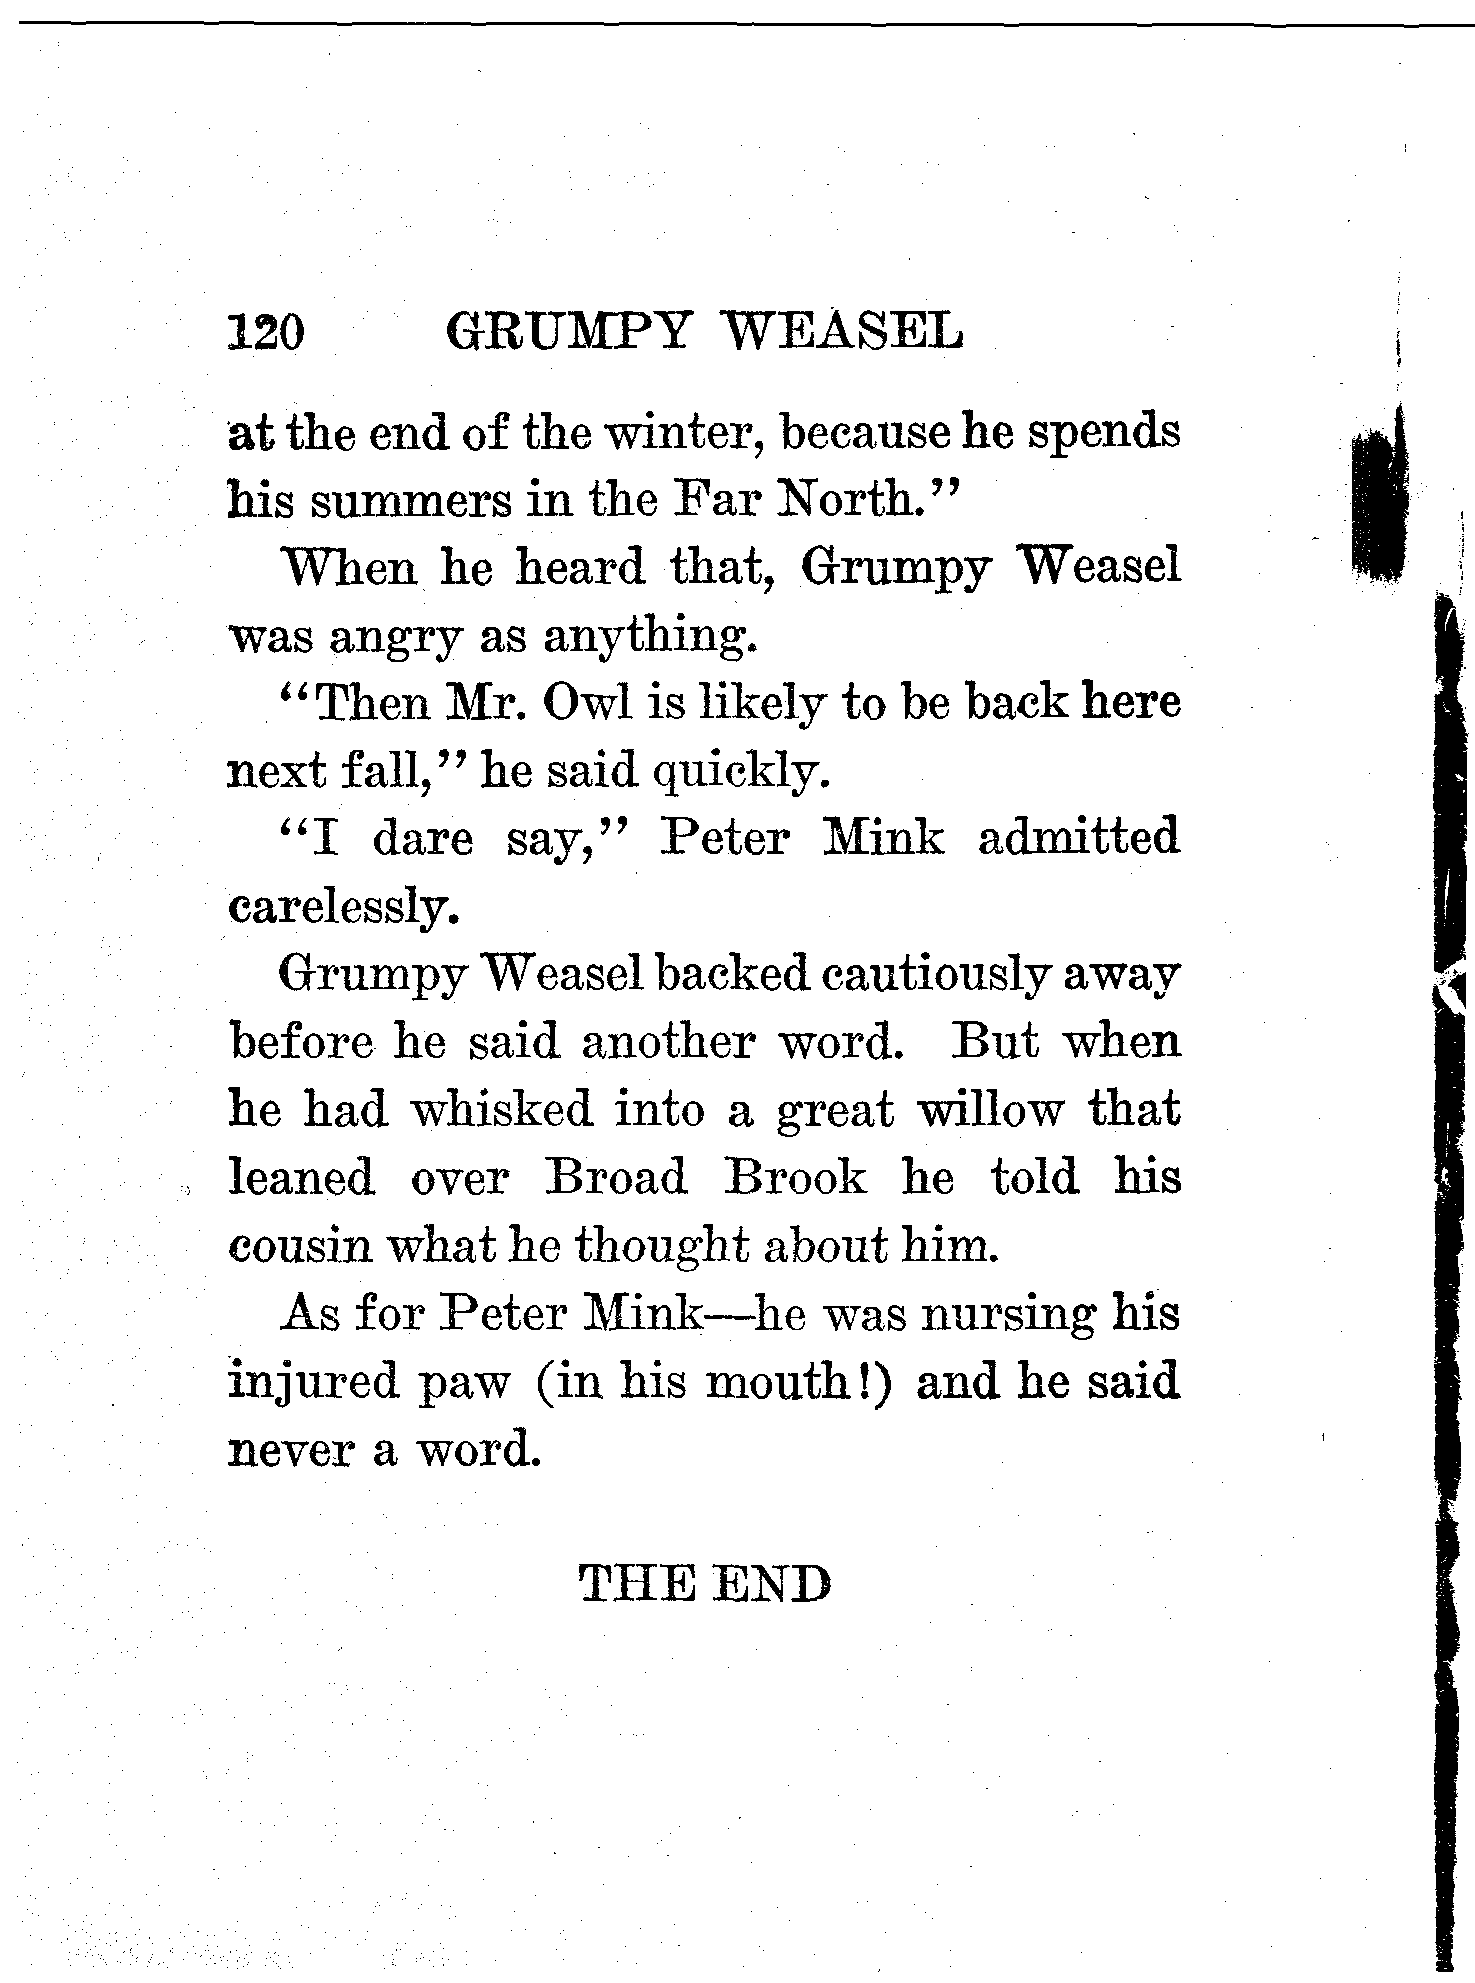 120 GRUMPY WEASEL
at the end of the winter, because he spends
his summers in the Far North."
When he heard that, Grumpy Weasel
was angry as anything.
"Then Mr. Owl is likely to be back here
next fall," he said quickly.
"I dare say," Peter Mink admitted
carelessly.
Grumpy Weasel backed cautiously away
before he said another word. But when
he had whisked into a great willow that
leaned over Broad Brook he told his
cousin what he thought about him.
As for Peter Mink—he was nursing his
injured paw (in his mouth!) and he said
never a word.
THE END